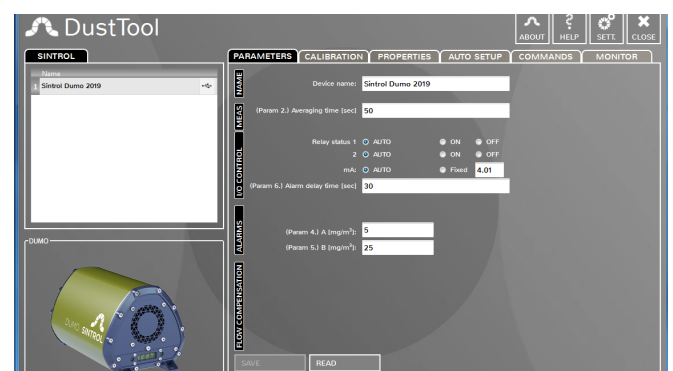 DustTool
ABOUT HELP SETT. CLOSE
SINTROL
Name
1 Sintrol Dumo 2019
DUMO
DUMO SINTROL
PARAMETERS CALIBRATION PROPERTIES AUTO SETUP COMMANDS MONITOR
NAME
Device name: Sintrol Dumo 2019
MEAS
(Param 2.) Averaging time [sec] 50
I/O CONTROL
Relay status 1 AUTO ON OFF
2 AUTO ON OFF
mA: AUTO Fixed 4.01
(Param 6.) Alarm delay time [sec] 30
ALARMS
(Param 4.) A [mg/m³]: 5
(Param 5.) B [mg/m³]: 25
FLOW COMPENSATION
SAVE READ